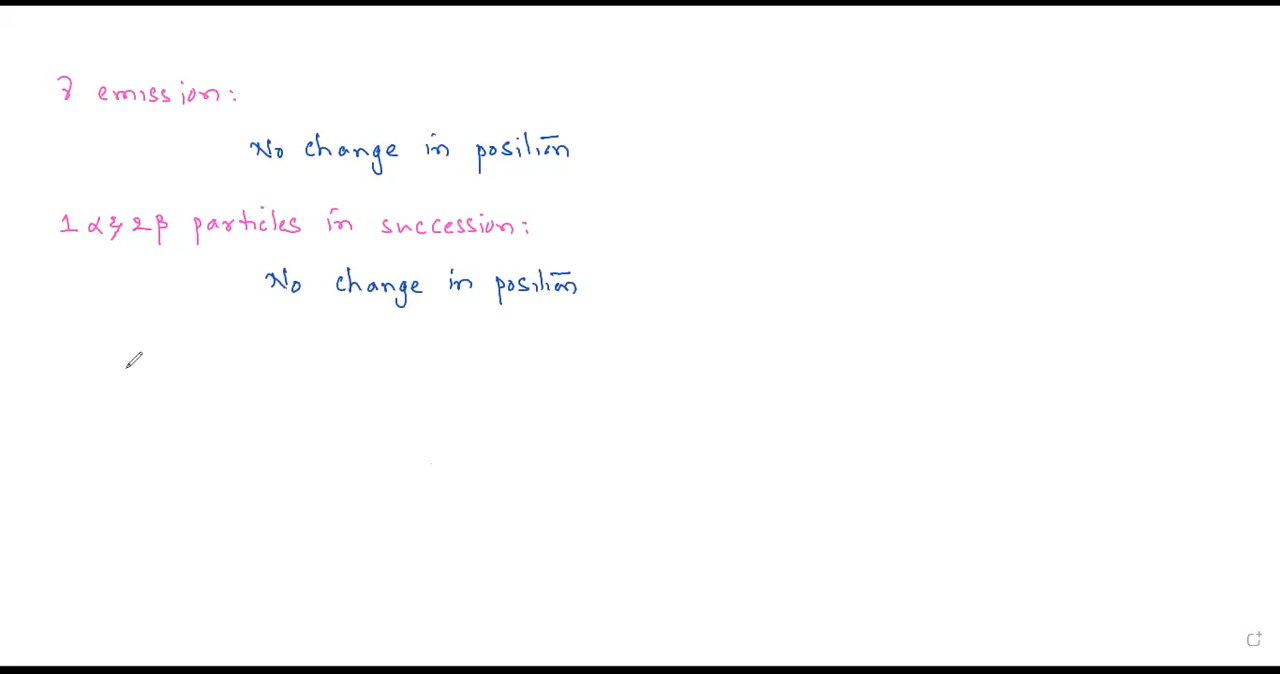 γ emission:
No change in position
1 α & 2 β particles in succession:
No change in position